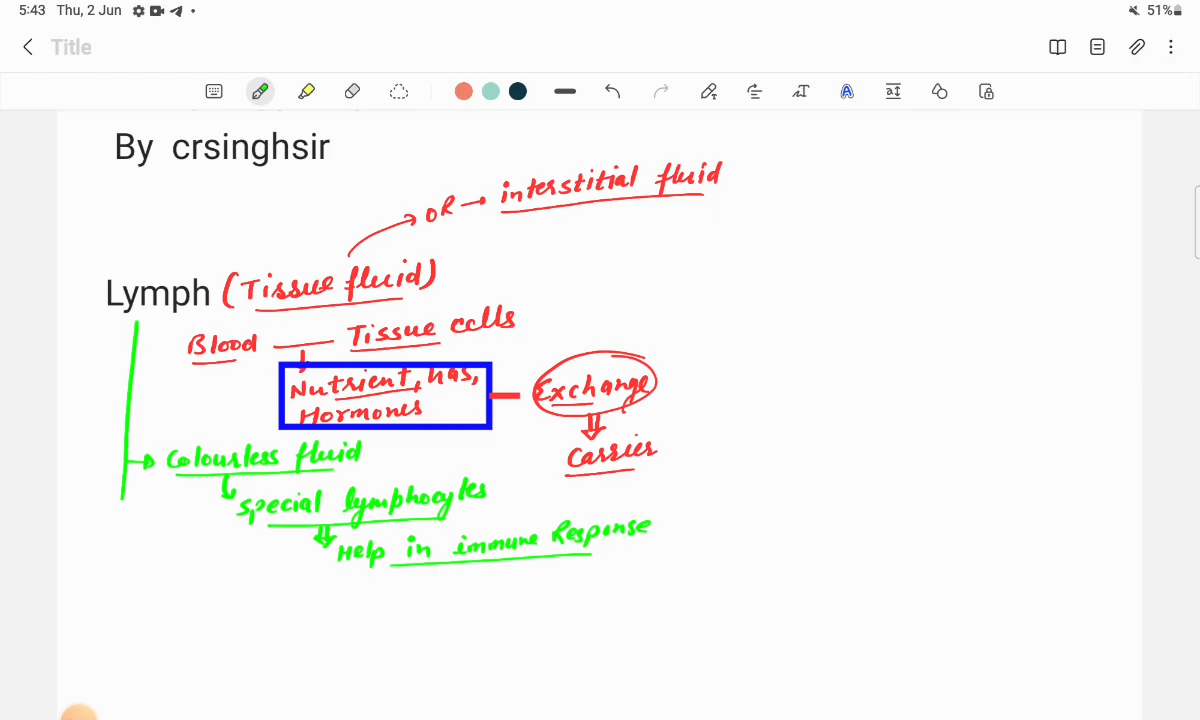 5:43 Thu, 2 Jun
51%
Title
By crsinghsir
OR → interstitial fluid
Lymph (Tissue fluid)
Blood — Tissue cells
Nutrient, has,
Hormones
Exchange
Carrier
Colourless fluid
special lymphocytes
Help in immune Response